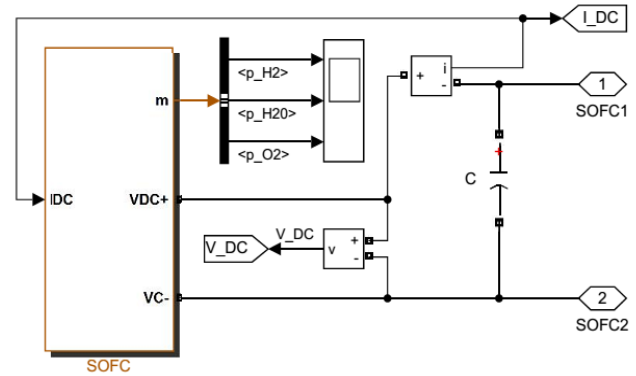 I_DC
i
+
-
1
SOFC1
<p_H2>
m
<p_H20>
<p_O2>
+
C
IDC
VDC+
V_DC
V_DC
+
v
-
VC-
2
SOFC2
SOFC